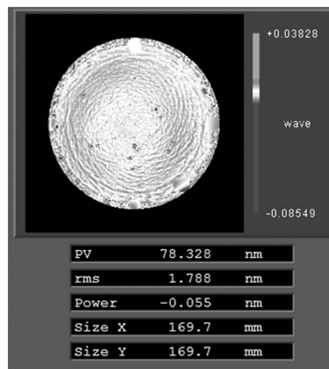 +0.03828
wave
-0.08549
PV 78.328 nm
rms 1.788 nm
Power -0.055 nm
Size X 169.7 mm
Size Y 169.7 mm